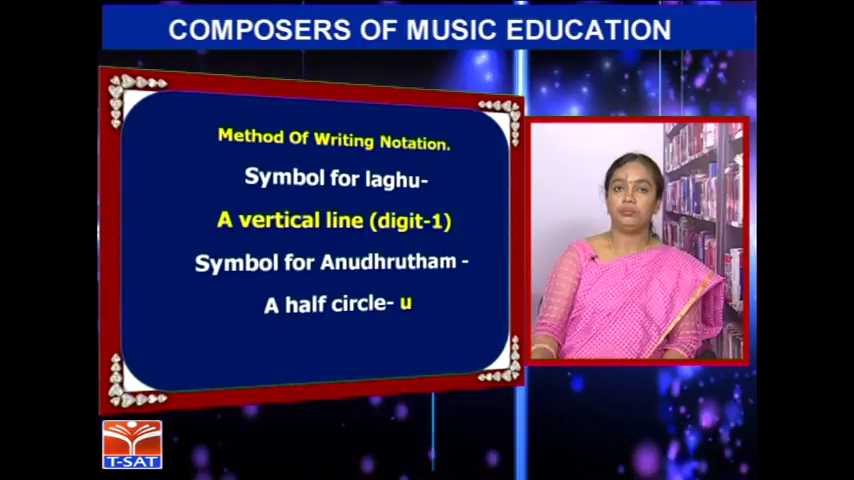 COMPOSERS OF MUSIC EDUCATION
Method Of Writing Notation.
Symbol for laghu-
A vertical line (digit-1)
Symbol for Anudhrutham -
A half circle- u
T-SAT